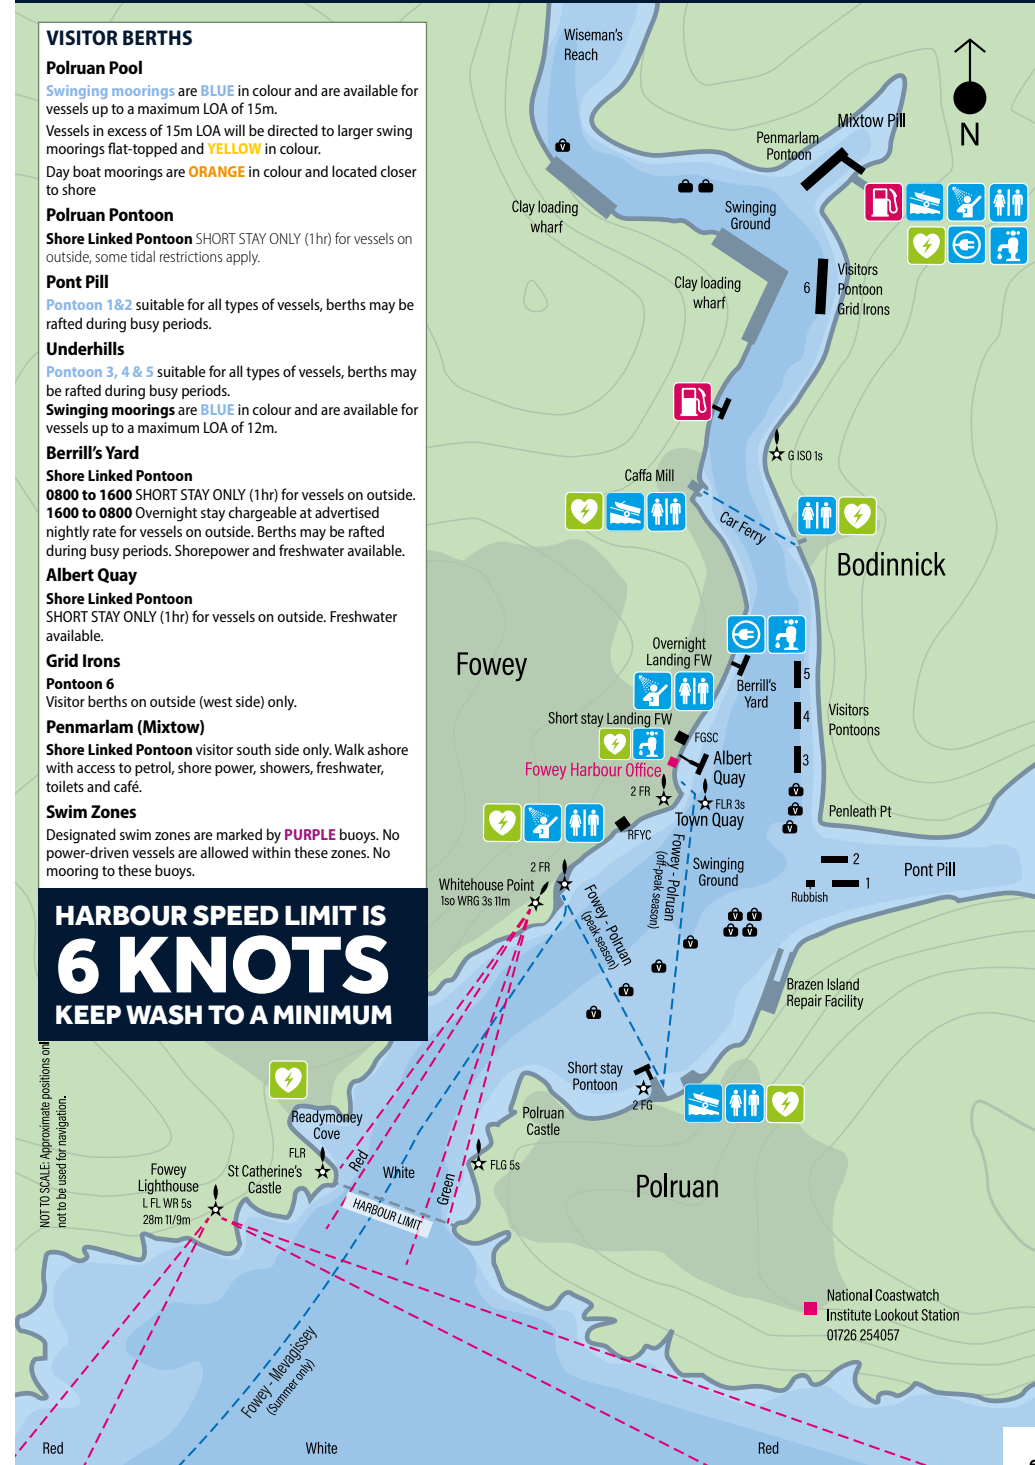 VISITOR BERTHS
Polruan Pool
Swinging moorings are BLUE in colour and are available for
vessels up to a maximum LOA of 15m.
Vessels in excess of 15m LOA will be directed to larger swing
moorings flat-topped and YELLOW in colour.
Day boat moorings are ORANGE in colour and located closer
to shore
Polruan Pontoon
Shore Linked Pontoon SHORT STAY ONLY (1hr) for vessels on
outside, some tidal restrictions apply.
Pont Pill
Pontoon 1&2 suitable for all types of vessels, berths may be
rafted during busy periods.
Underhills
Pontoon 3, 4 & 5 suitable for all types of vessels, berths may
be rafted during busy periods.
Swinging moorings are BLUE in colour and are available for
vessels up to a maximum LOA of 12m.
Berrill's Yard
Shore Linked Pontoon
0800 to 1600 SHORT STAY ONLY (1hr) for vessels on outside.
1600 to 0800 Overnight stay chargeable at advertised
nightly rate for vessels on outside. Berths may be rafted
during busy periods. Shorepower and freshwater available.
Albert Quay
Shore Linked Pontoon
SHORT STAY ONLY (1hr) for vessels on outside. Freshwater
available.
Grid Irons
Pontoon 6
Visitor berths on outside (west side) only.
Penmarlam (Mixtow)
Shore Linked Pontoon visitor south side only. Walk ashore
with access to petrol, shore power, showers, freshwater,
toilets and café.
Swim Zones
Designated swim zones are marked by PURPLE buoys. No
power-driven vessels are allowed within these zones. No
mooring to these buoys.
HARBOUR SPEED LIMIT IS
6 KNOTS
KEEP WASH TO A MINIMUM
NOT TO SCALE: Approximate positions onl
not to be used for navigation.
Wiseman's
Reach
N
Mixtow Pill
Penmarlam
Pontoon
V
Clay loading
wharf
Swinging
Ground
Clay loading
wharf
6
Visitors
Pontoon
Grid Irons
G ISO 1s
Caffa Mill
Car Ferry
Bodinnick
Fowey
Overnight
Landing FW
Berrill's
Yard
5
4
3
Visitors
Pontoons
Short stay Landing FW
FGSC
Fowey Harbour Office
Albert
Quay
2 FR
FLR 3s
Town Quay
V
V
V
Penleath Pt
RFYC
2 FR
Whitehouse Point
1so WRG 3s 11m
Fowey - Polruan
(off-peak season)
Fowey - Polruan
(peak season)
Swinging
Ground
2
1
Rubbish
Pont Pill
V
V
V
V
V
V
V
V
Brazen Island
Repair Facility
Short stay
Pontoon
2 FG
Polruan
Castle
Readymoney
Cove
FLR
St Catherine's
Castle
Fowey
Lighthouse
L FL WR 5s
28m 11/9m
Red
White
Green
FLG 5s
HARBOUR LIMIT
Polruan
National Coastwatch
Institute Lookout Station
01726 254057
Fowey - Mevagissey
(Summer only)
Red
White
Red